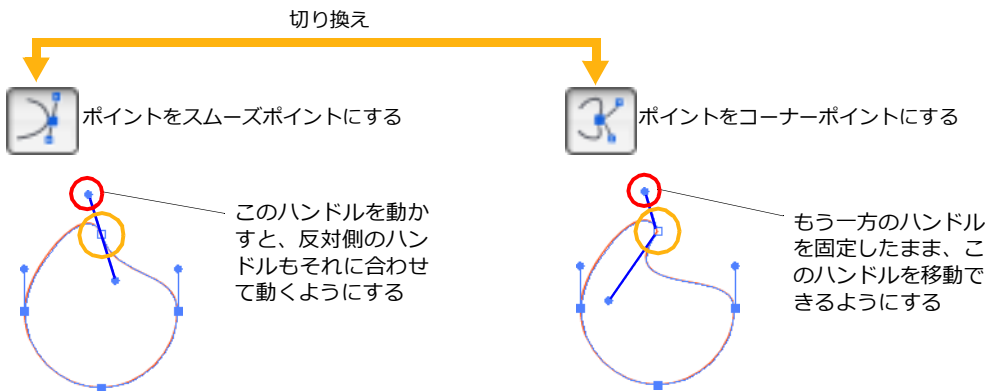 切り換え
ポイントをスムーズポイントにする
ポイントをコーナーポイントにする
このハンドルを動か
すと、反対側のハン
ドルもそれに合わせ
て動くようにする
もう一方のハンドル
を固定したまま、こ
のハンドルを移動で
きるようにする